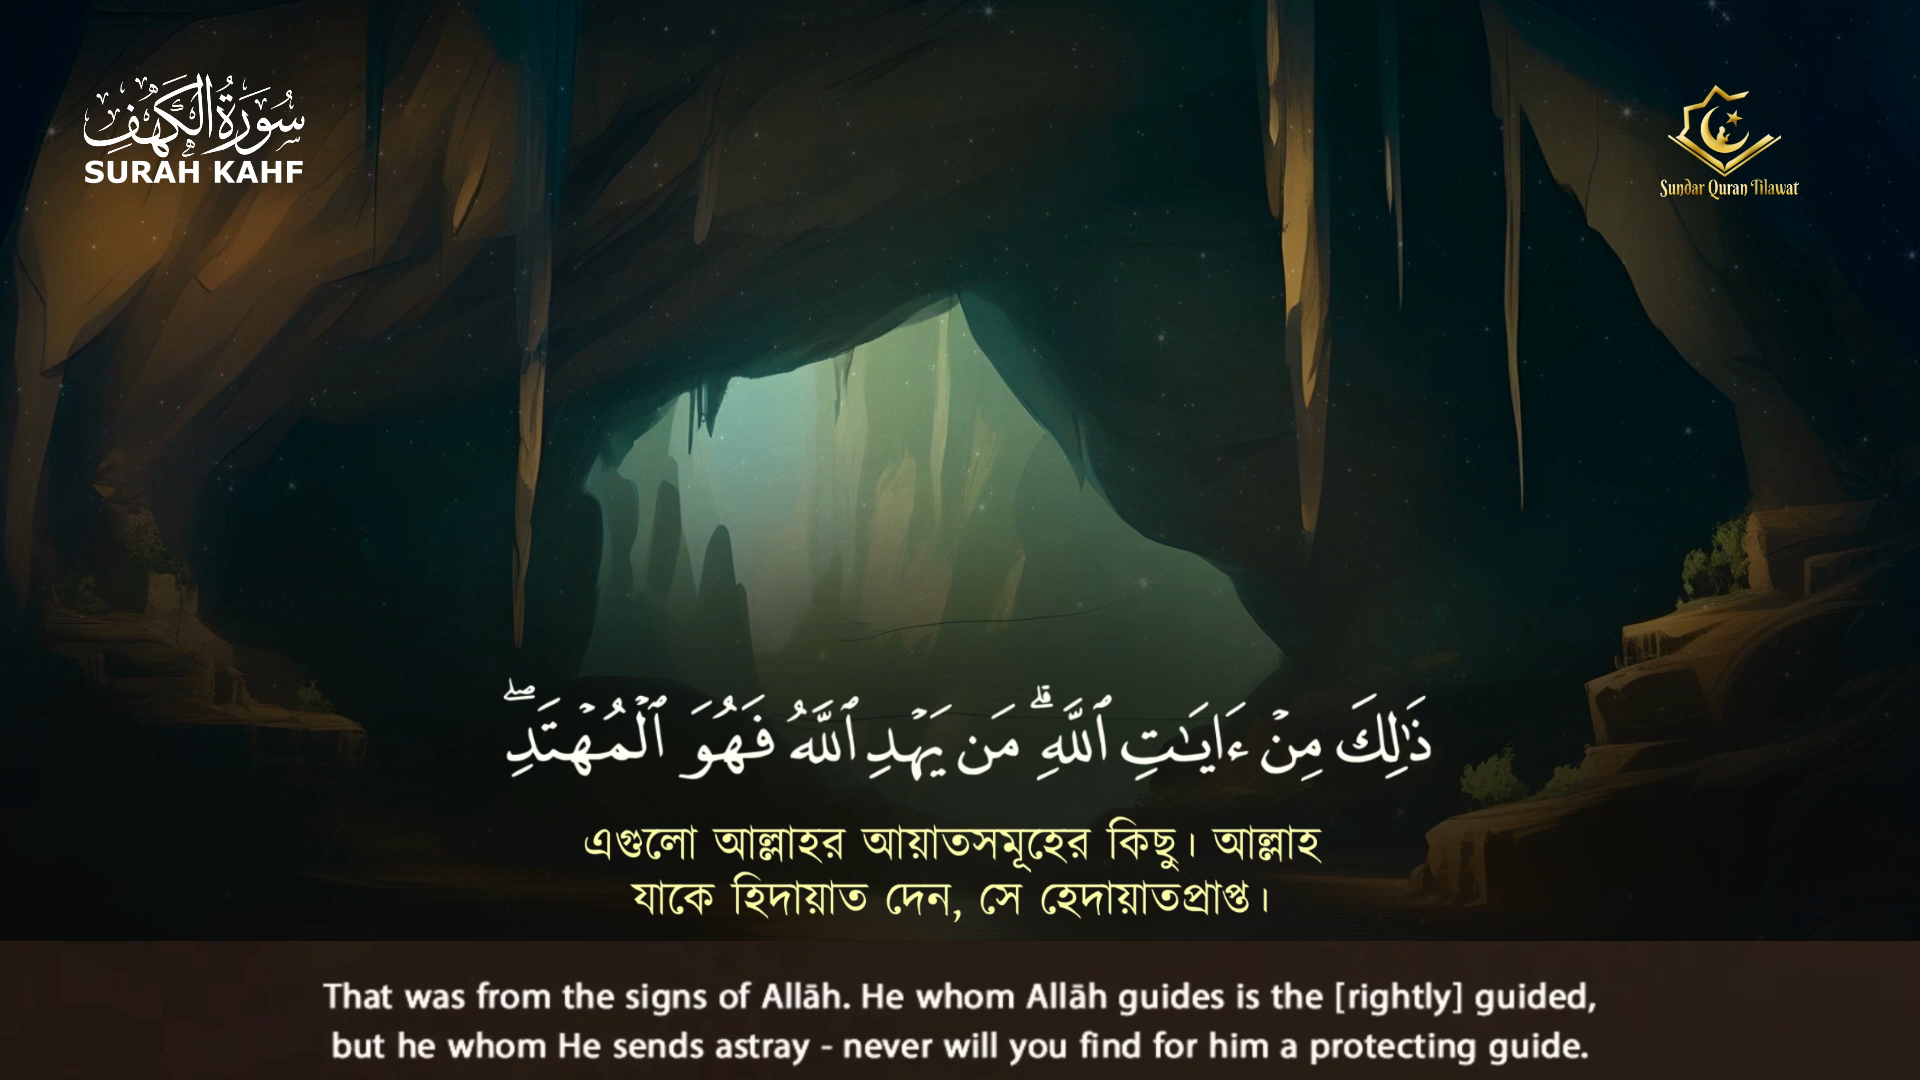 سُورَةُ الكَهْفِ
SURAH KAHF
Sundar Quran Tilawat
ذَٰلِكَ مِنْ ءَايَـٰتِ ٱللَّهِ ۗ مَن يَهْدِ ٱللَّهُ فَهُوَ ٱلْمُهْتَدِ ۖ
এগুলো আল্লাহর আয়াতসমূহের কিছু। আল্লাহ
যাকে হিদায়াত দেন, সে হেদায়াতপ্রাপ্ত।
That was from the signs of Allāh. He whom Allāh guides is the [rightly] guided,
but he whom He sends astray - never will you find for him a protecting guide.